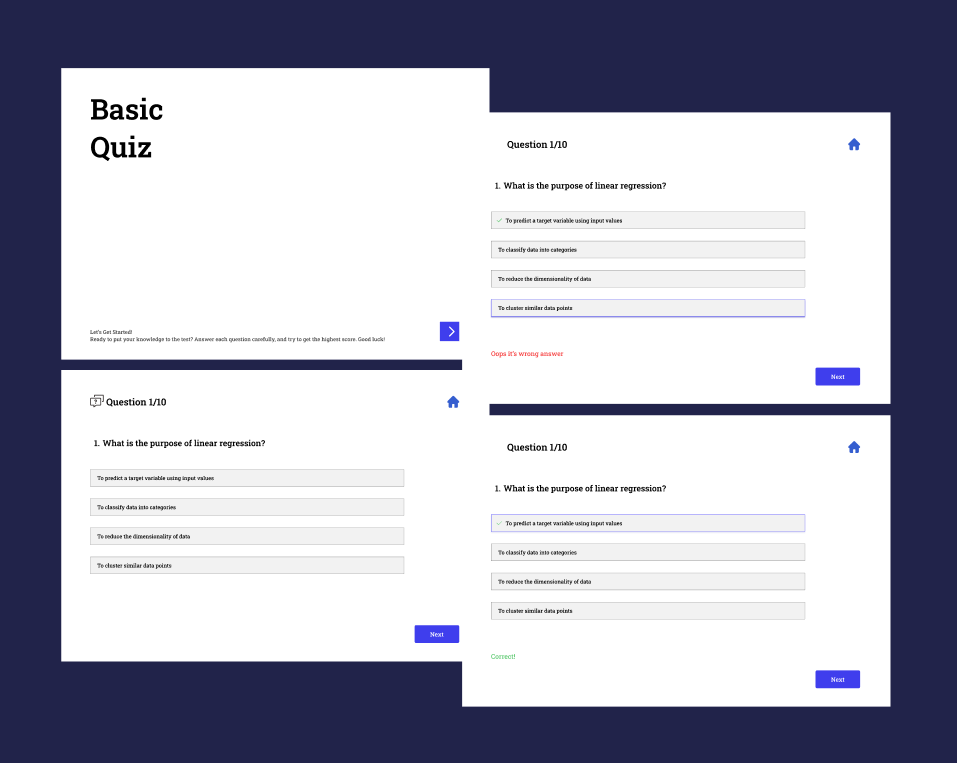 Basic
Quiz
Let's Get Started!
Ready to put your knowledge to the test? Answer each question carefully, and try to get the highest score. Good luck!
Question 1/10
1. What is the purpose of linear regression?
To predict a target variable using input values
To classify data into categories
To reduce the dimensionality of data
To cluster similar data points
Next
Question 1/10
1. What is the purpose of linear regression?
To predict a target variable using input values
To classify data into categories
To reduce the dimensionality of data
To cluster similar data points
Oops it's wrong answer
Next
Question 1/10
1. What is the purpose of linear regression?
To predict a target variable using input values
To classify data into categories
To reduce the dimensionality of data
To cluster similar data points
Correct!
Next